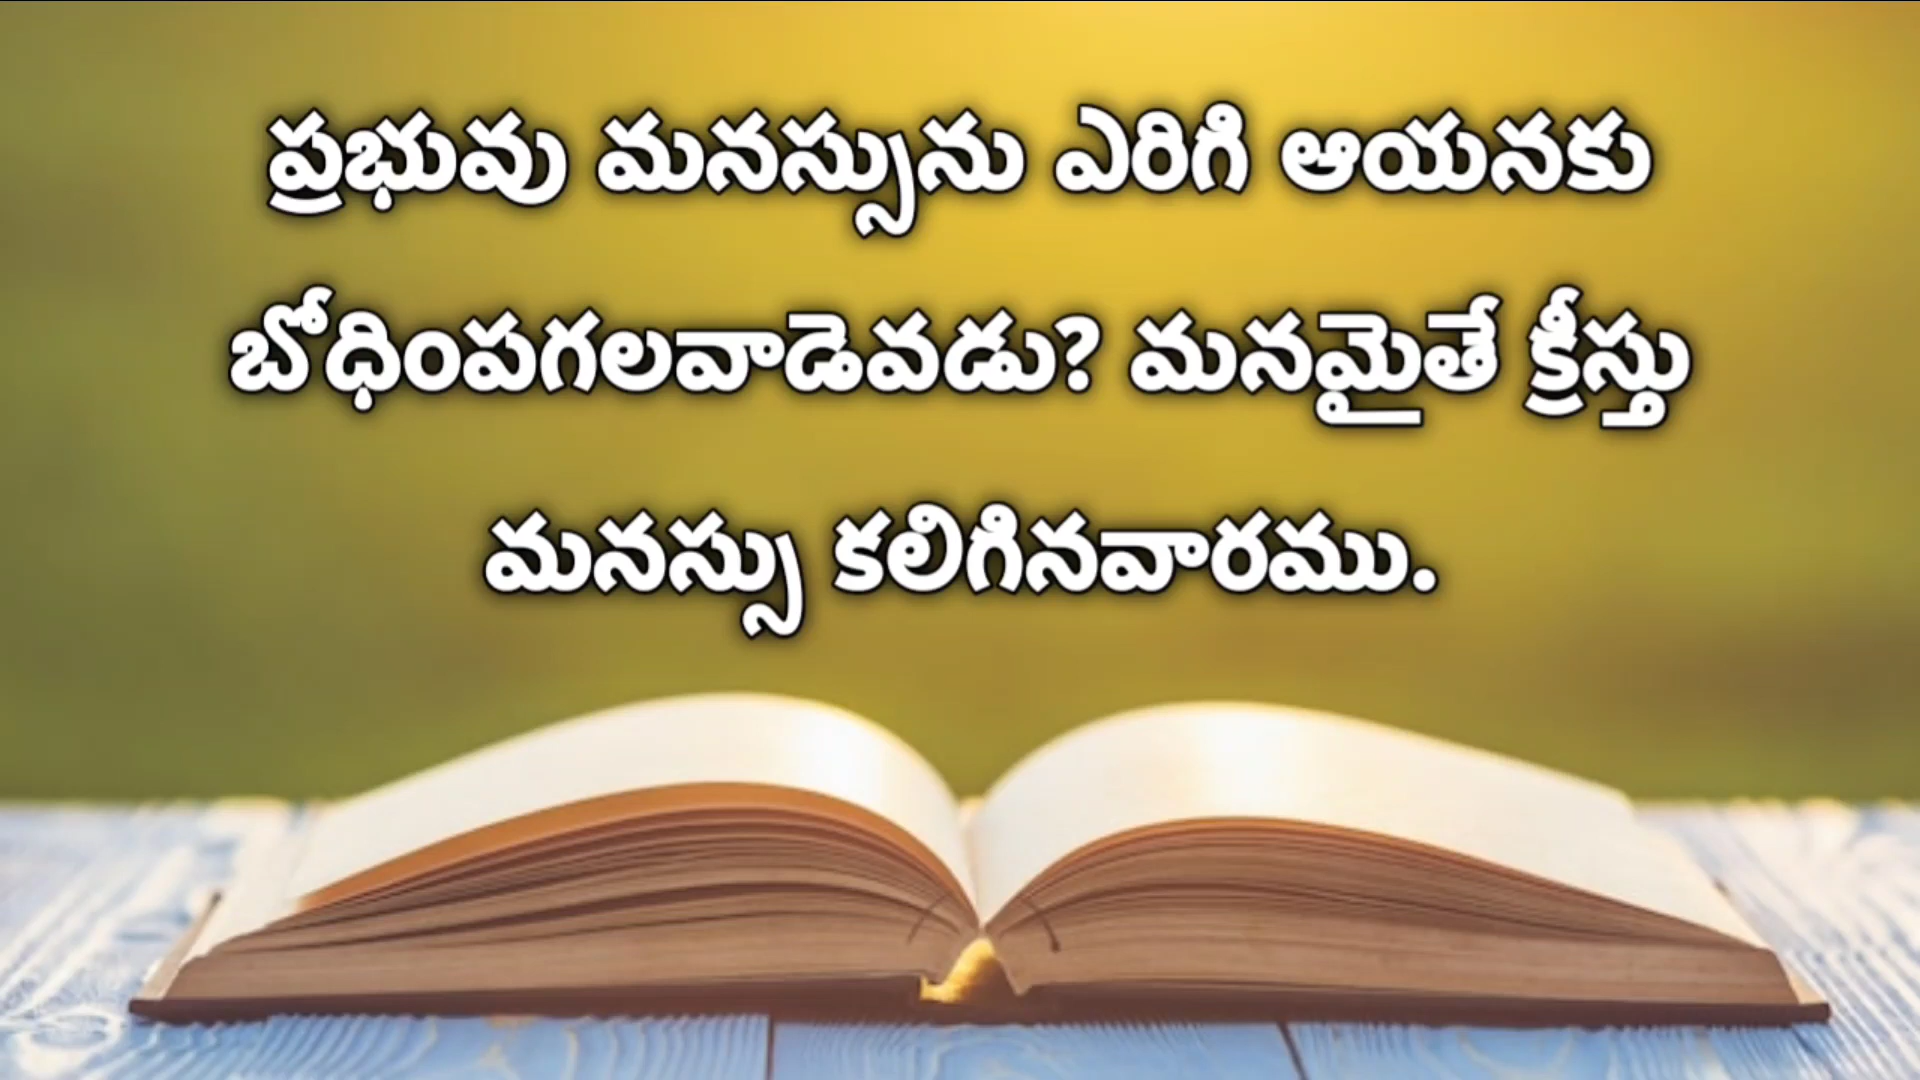 ప్రభువు మనస్సును ఎరిగి ఆయనకు
బోధింపగలవాడెవడు? మనమైతే క్రీస్తు
మనస్సు కలిగినవారము.